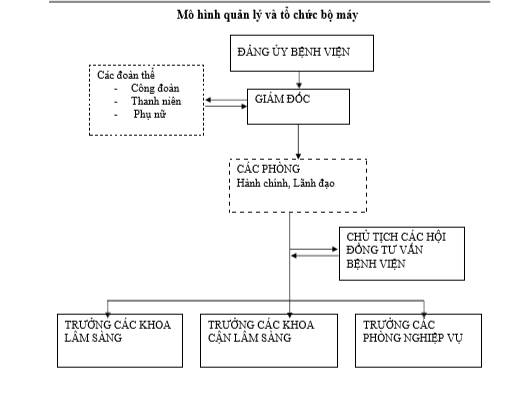 Mô hình quản lý và tổ chức bộ máy
ĐẢNG ỦY BỆNH VIỆN
Các đoàn thể
- Công đoàn
- Thanh niên
- Phụ nữ
GIÁM ĐỐC
CÁC PHÒNG
Hành chính, Lãnh đạo
CHỦ TỊCH CÁC HỘI
ĐỒNG TƯ VẤN
BỆNH VIỆN
TRƯỞNG CÁC KHOA
LÂM SÀNG
TRƯỞNG CÁC KHOA
CẬN LÂM SÀNG
TRƯỞNG CÁC
PHÒNG NGHIỆP VỤ